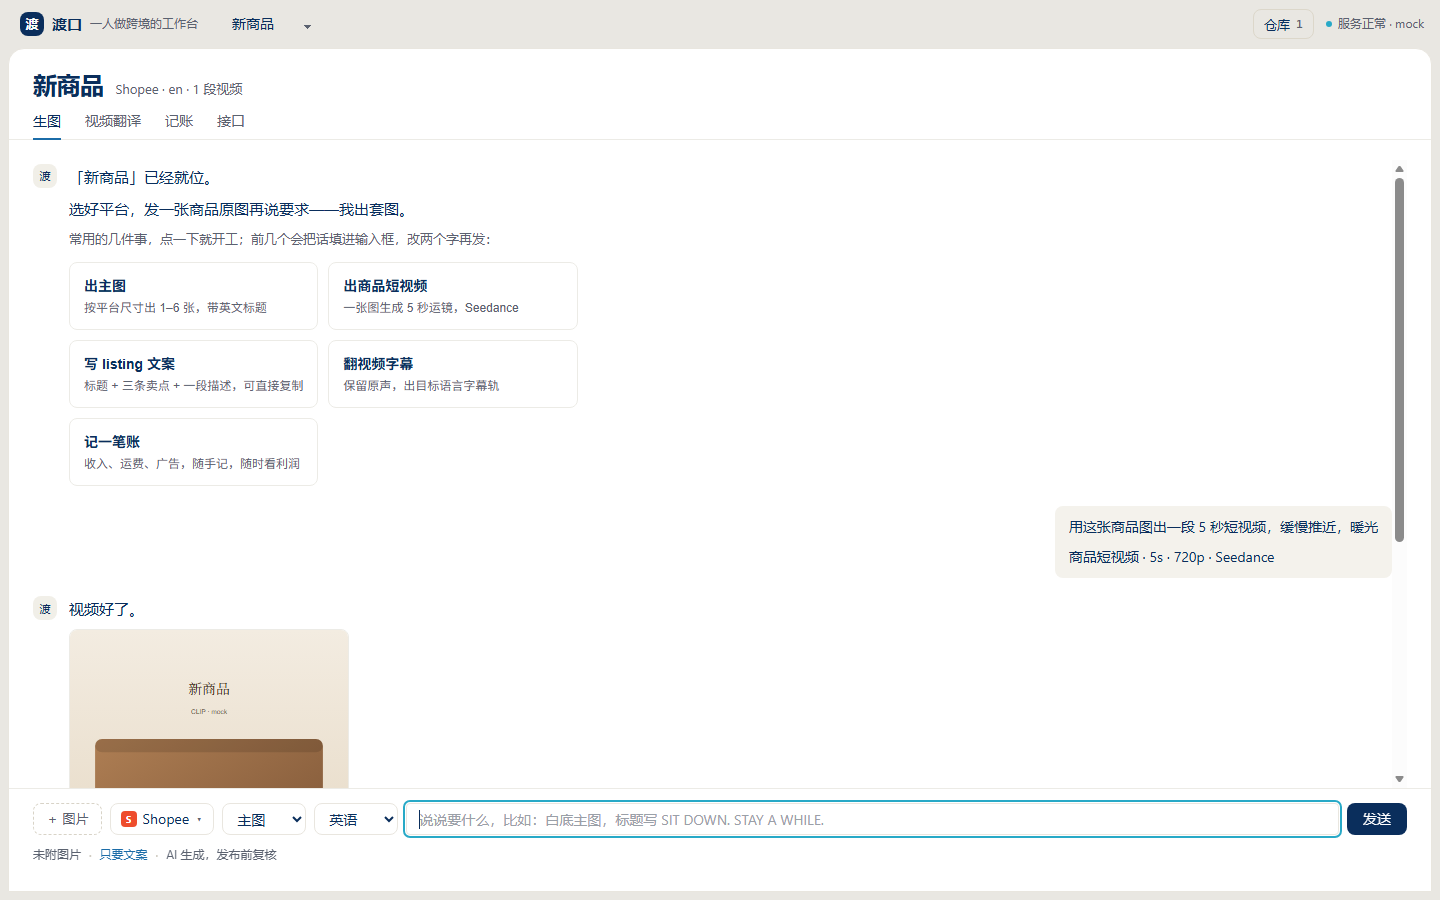 渡 渡口 一人做跨境的工作台 新商品 仓库 1 服务正常 · mock
新商品 Shopee · en · 1 段视频
生图 视频翻译 记账 接口
渡 「新商品」已经就位。
选好平台，发一张商品原图再说要求——我出套图。
常用的几件事，点一下就开工；前几个会把话填进输入框，改两个字再发：
出主图
按平台尺寸出 1–6 张，带英文标题
出商品短视频
一张图生成 5 秒运镜，Seedance
写 listing 文案
标题 + 三条卖点 + 一段描述，可直接复制
翻视频字幕
保留原声，出目标语言字幕轨
记一笔账
收入、运费、广告，随手记，随时看利润
用这张商品图出一段 5 秒短视频，缓慢推近，暖光
商品短视频 · 5s · 720p · Seedance
渡 视频好了。
新商品
CLIP · mock
+ 图片 S Shopee 主图 英语 说说要什么，比如：白底主图，标题写 SIT DOWN. STAY A WHILE. 发送
未附图片 · 只要文案 · AI 生成，发布前复核